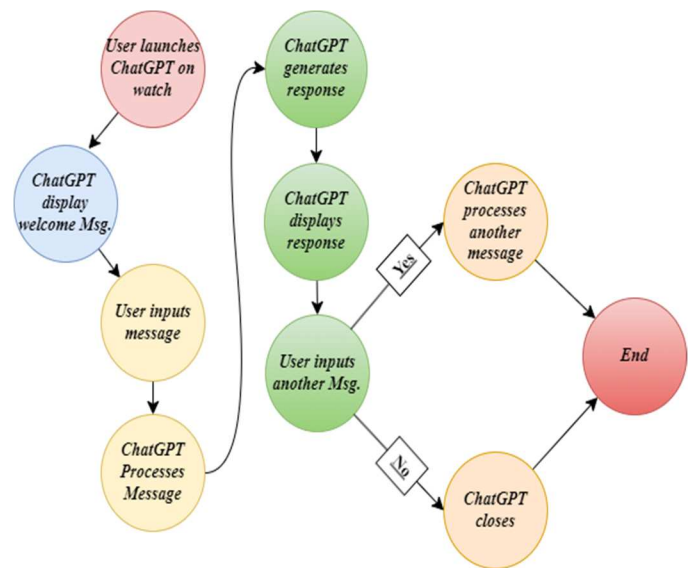 User launches
ChatGPT on
watch
ChatGPT
display
welcome Msg.
User inputs
message
ChatGPT
Processes
Message
ChatGPT
generates
response
ChatGPT
displays
response
User inputs
another Msg.
Yes
No
ChatGPT
processes
another
message
ChatGPT
closes
End